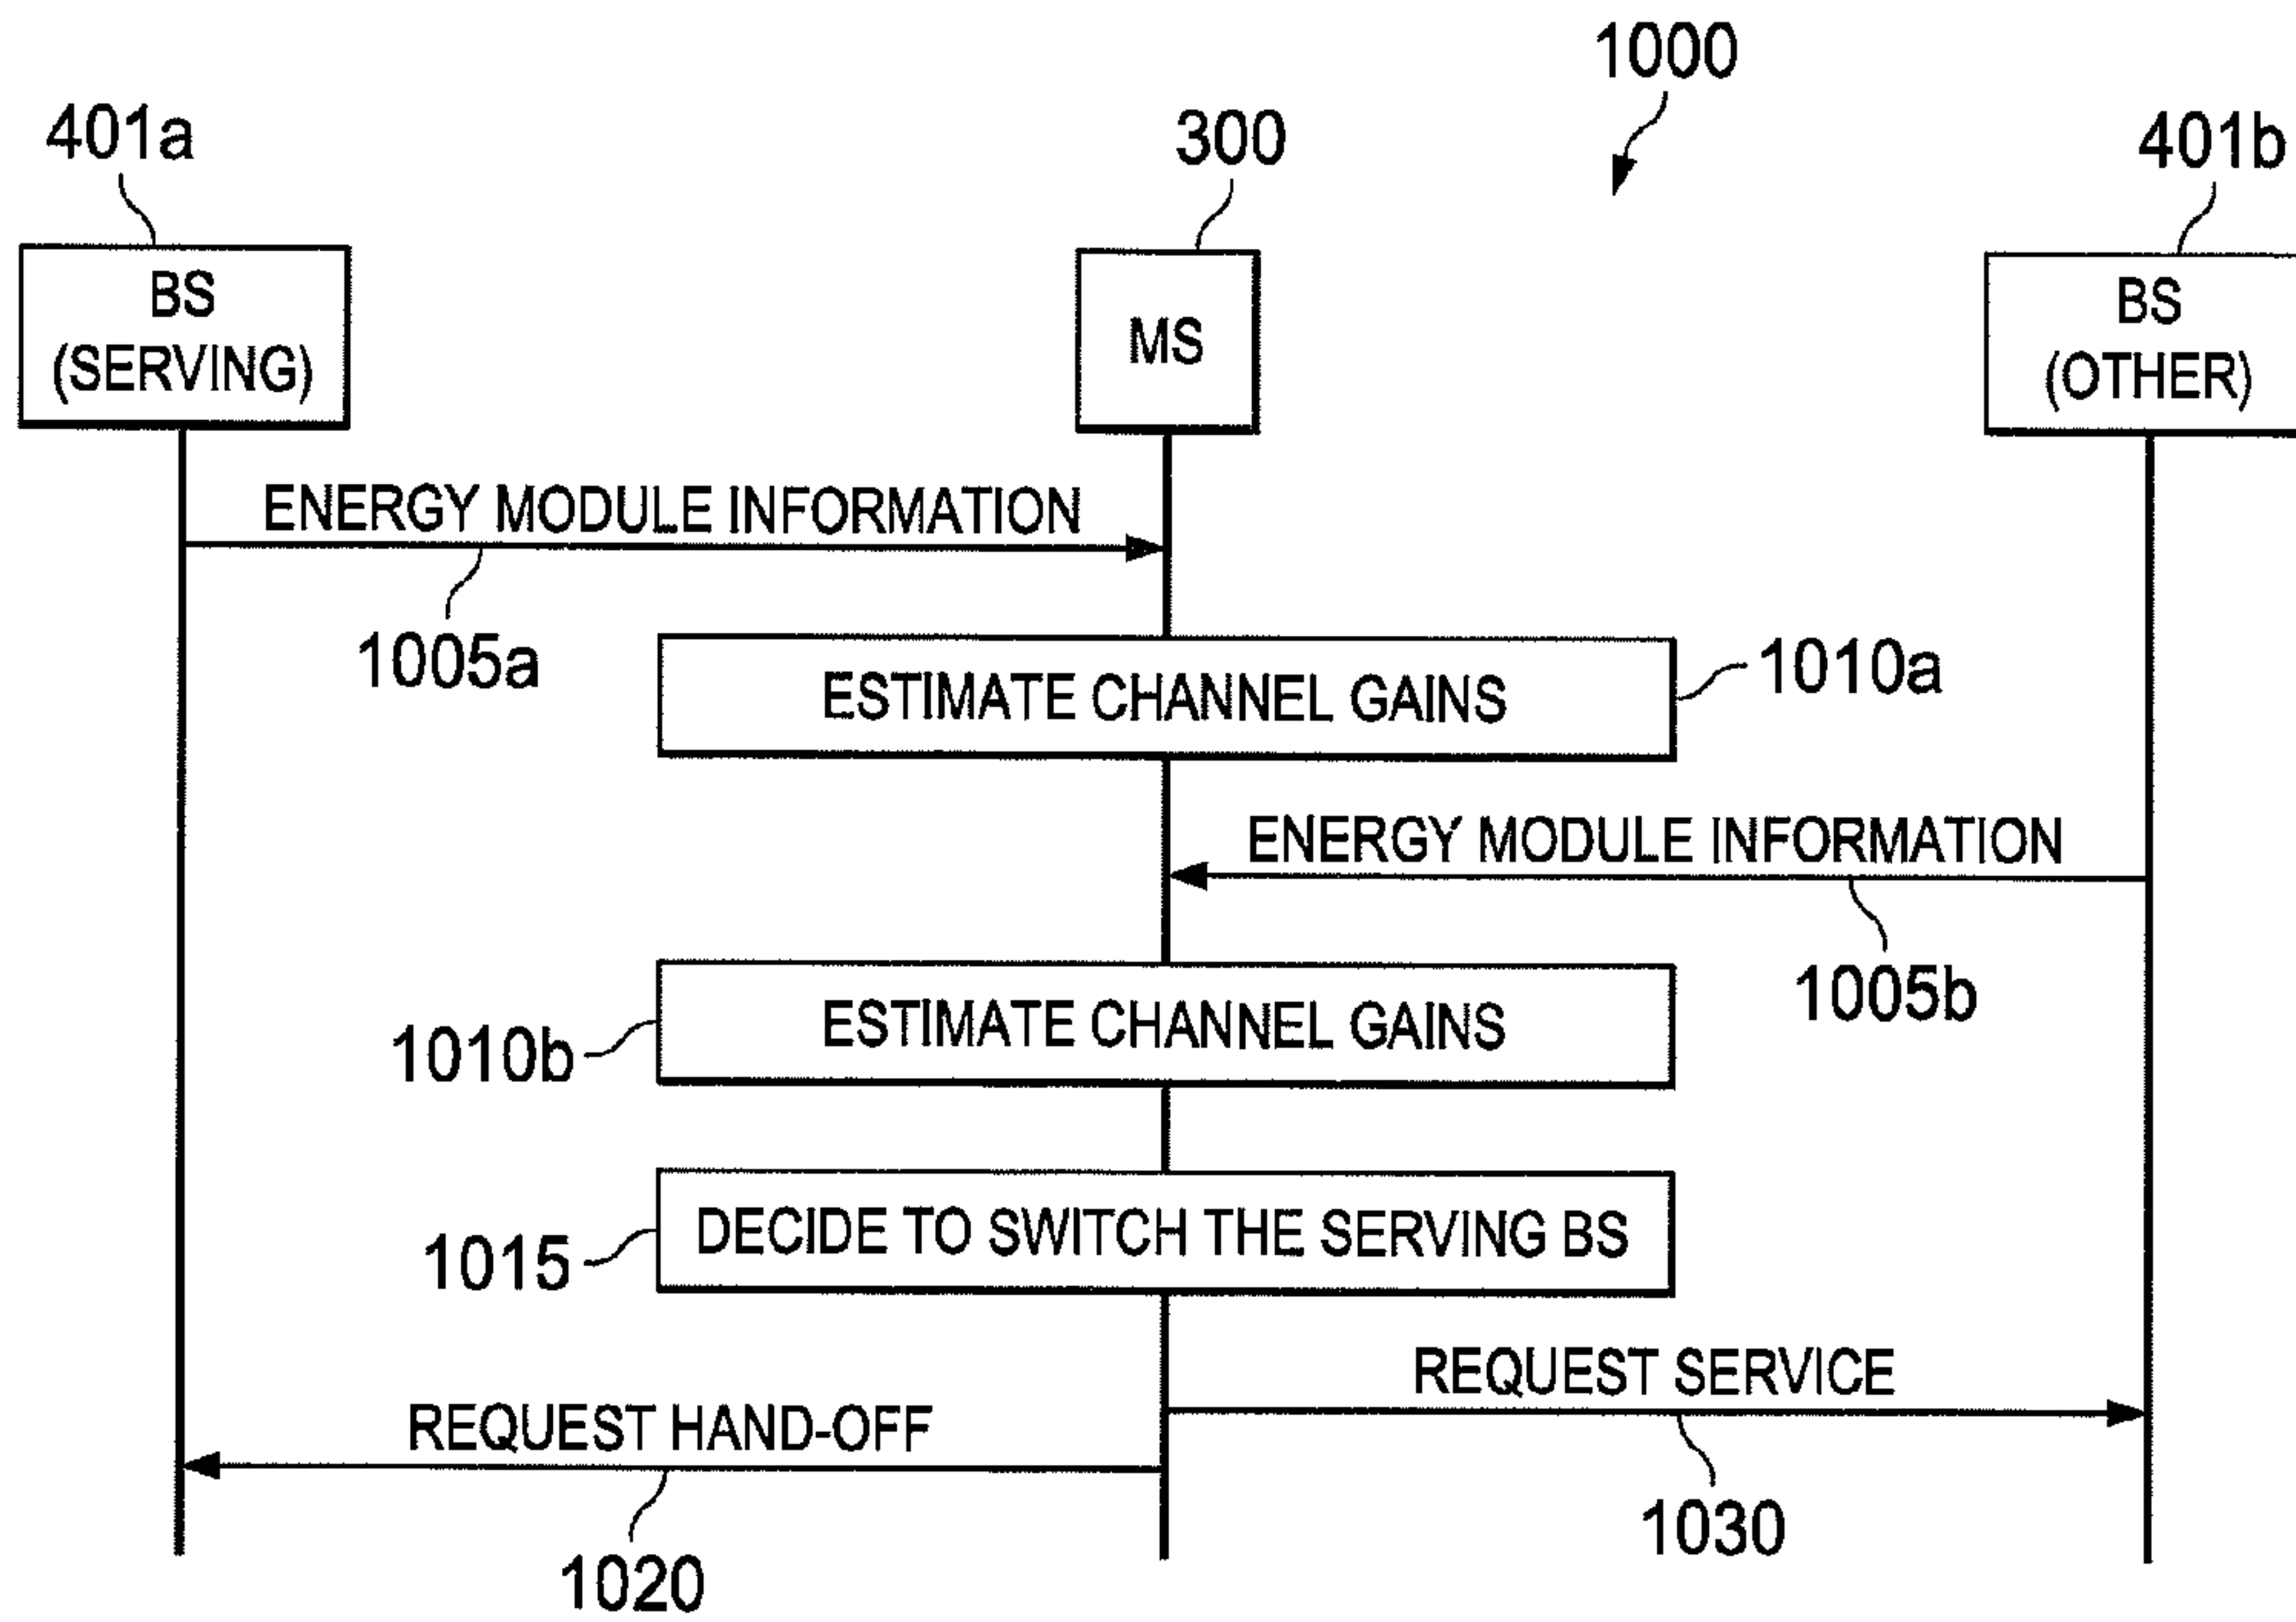 1000
401a
300
401b
BS
(SERVING)
MS
BS
(OTHER)
ENERGY MODULE INFORMATION
1005a
ESTIMATE CHANNEL GAINS
1010a
ENERGY MODULE INFORMATION
1005b
ESTIMATE CHANNEL GAINS
1010b
DECIDE TO SWITCH THE SERVING BS
1015
REQUEST SERVICE
1030
REQUEST HAND-OFF
1020